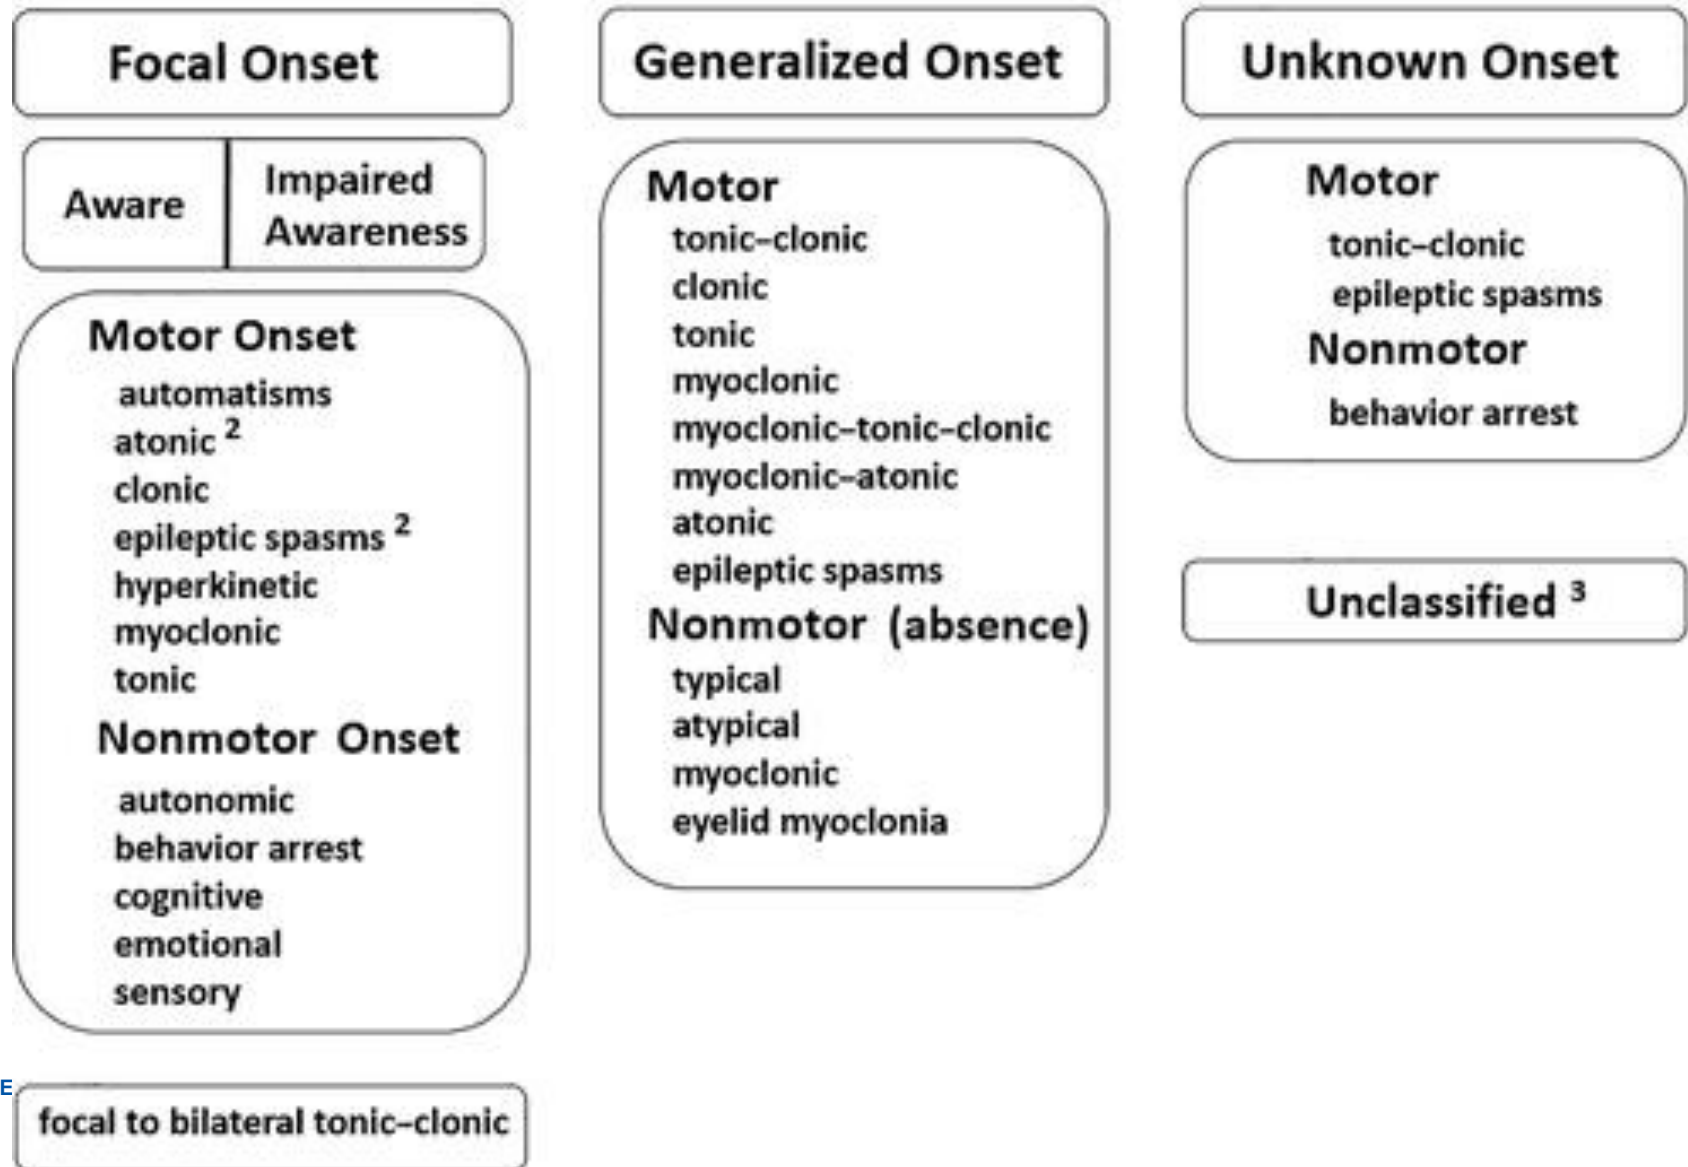 Focal Onset
Aware
Impaired
Awareness
Motor Onset
automatisms
atonic ²
clonic
epileptic spasms ²
hyperkinetic
myoclonic
tonic
Nonmotor Onset
autonomic
behavior arrest
cognitive
emotional
sensory
E
focal to bilateral tonic–clonic
Generalized Onset
Motor
tonic–clonic
clonic
tonic
myoclonic
myoclonic–tonic–clonic
myoclonic–atonic
atonic
epileptic spasms
Nonmotor (absence)
typical
atypical
myoclonic
eyelid myoclonia
Unknown Onset
Motor
tonic–clonic
epileptic spasms
Nonmotor
behavior arrest
Unclassified ³